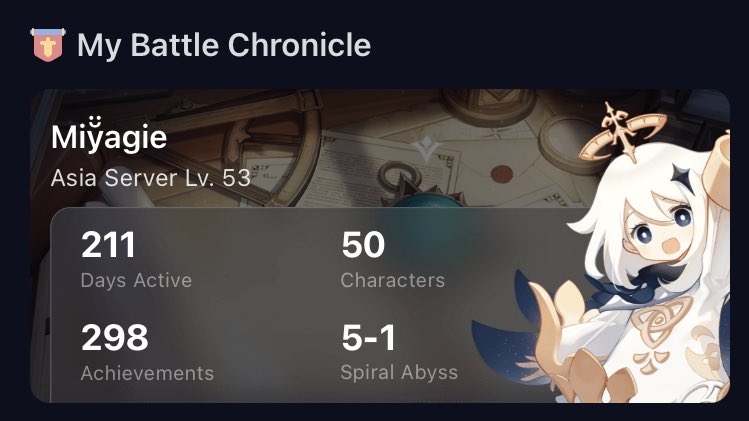 My Battle Chronicle
Miÿagie
Asia Server Lv. 53
211
50
Days Active
Characters
298
5-1
Achievements
Spiral Abyss